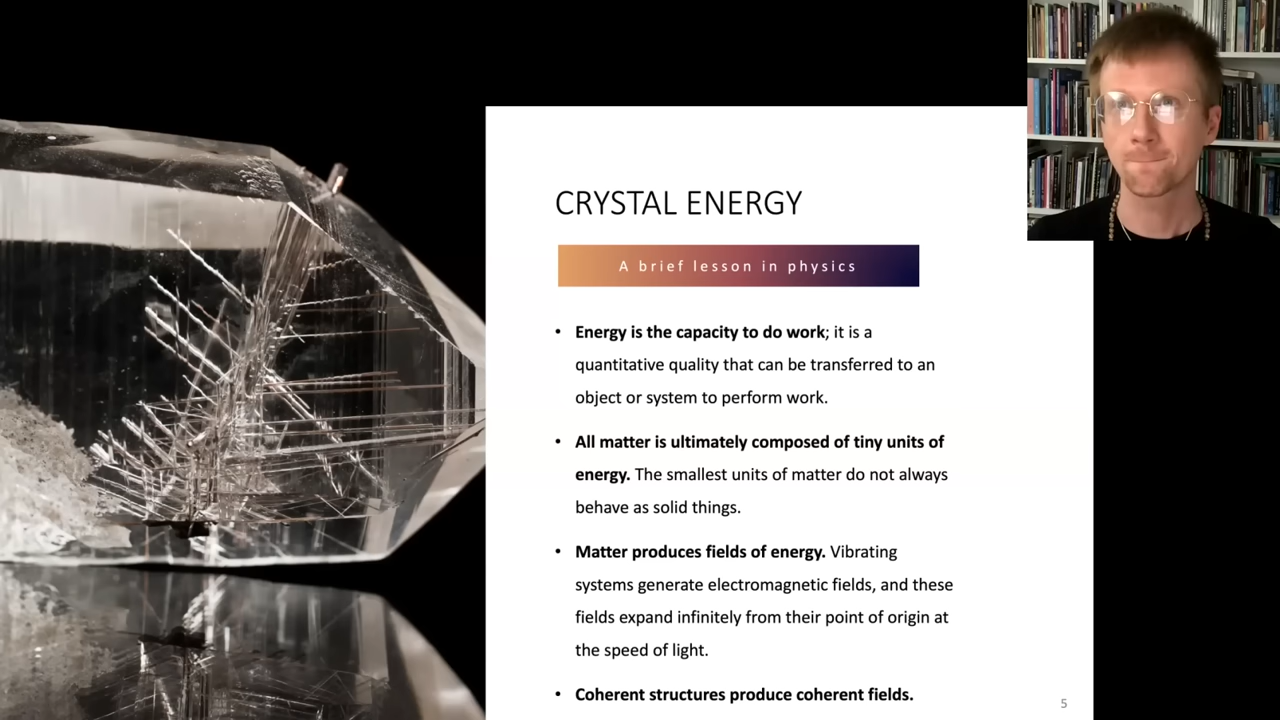 CRYSTAL ENERGY
A brief lesson in physics
• Energy is the capacity to do work; it is a
quantitative quality that can be transferred to an
object or system to perform work.
• All matter is ultimately composed of tiny units of
energy. The smallest units of matter do not always
behave as solid things.
• Matter produces fields of energy. Vibrating
systems generate electromagnetic fields, and these
fields expand infinitely from their point of origin at
the speed of light.
• Coherent structures produce coherent fields.
5